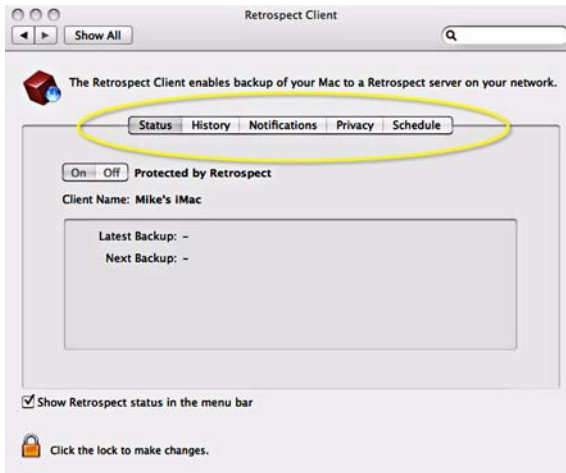 Retrospect Client
Show All
The Retrospect Client enables backup of your Mac to a Retrospect server on your network.
Status History Notifications Privacy Schedule
On Off Protected by Retrospect
Client Name: Mike's iMac
Latest Backup: –
Next Backup: –
Show Retrospect status in the menu bar
Click the lock to make changes.